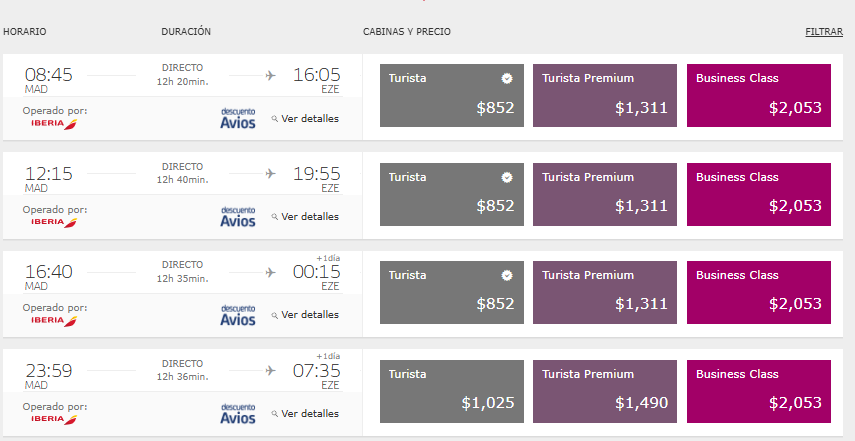 HORARIO DURACIÓN CABINAS Y PRECIO FILTRAR
08:45 DIRECTO 16:05 Turista Turista Premium Business Class
MAD 12h 20min. EZE $852 $1,311 $2,053
Operado por: descuento
IBERIA Avios Ver detalles
12:15 DIRECTO 19:55 Turista Turista Premium Business Class
MAD 12h 40min. EZE $852 $1,311 $2,053
Operado por: descuento
IBERIA Avios Ver detalles
+1día
16:40 DIRECTO 00:15 Turista Turista Premium Business Class
MAD 12h 35min. EZE $852 $1,311 $2,053
Operado por: descuento
IBERIA Avios Ver detalles
+1día
23:59 DIRECTO 07:35 Turista Turista Premium Business Class
MAD 12h 36min. EZE $1,025 $1,490 $2,053
Operado por: descuento
IBERIA Avios Ver detalles